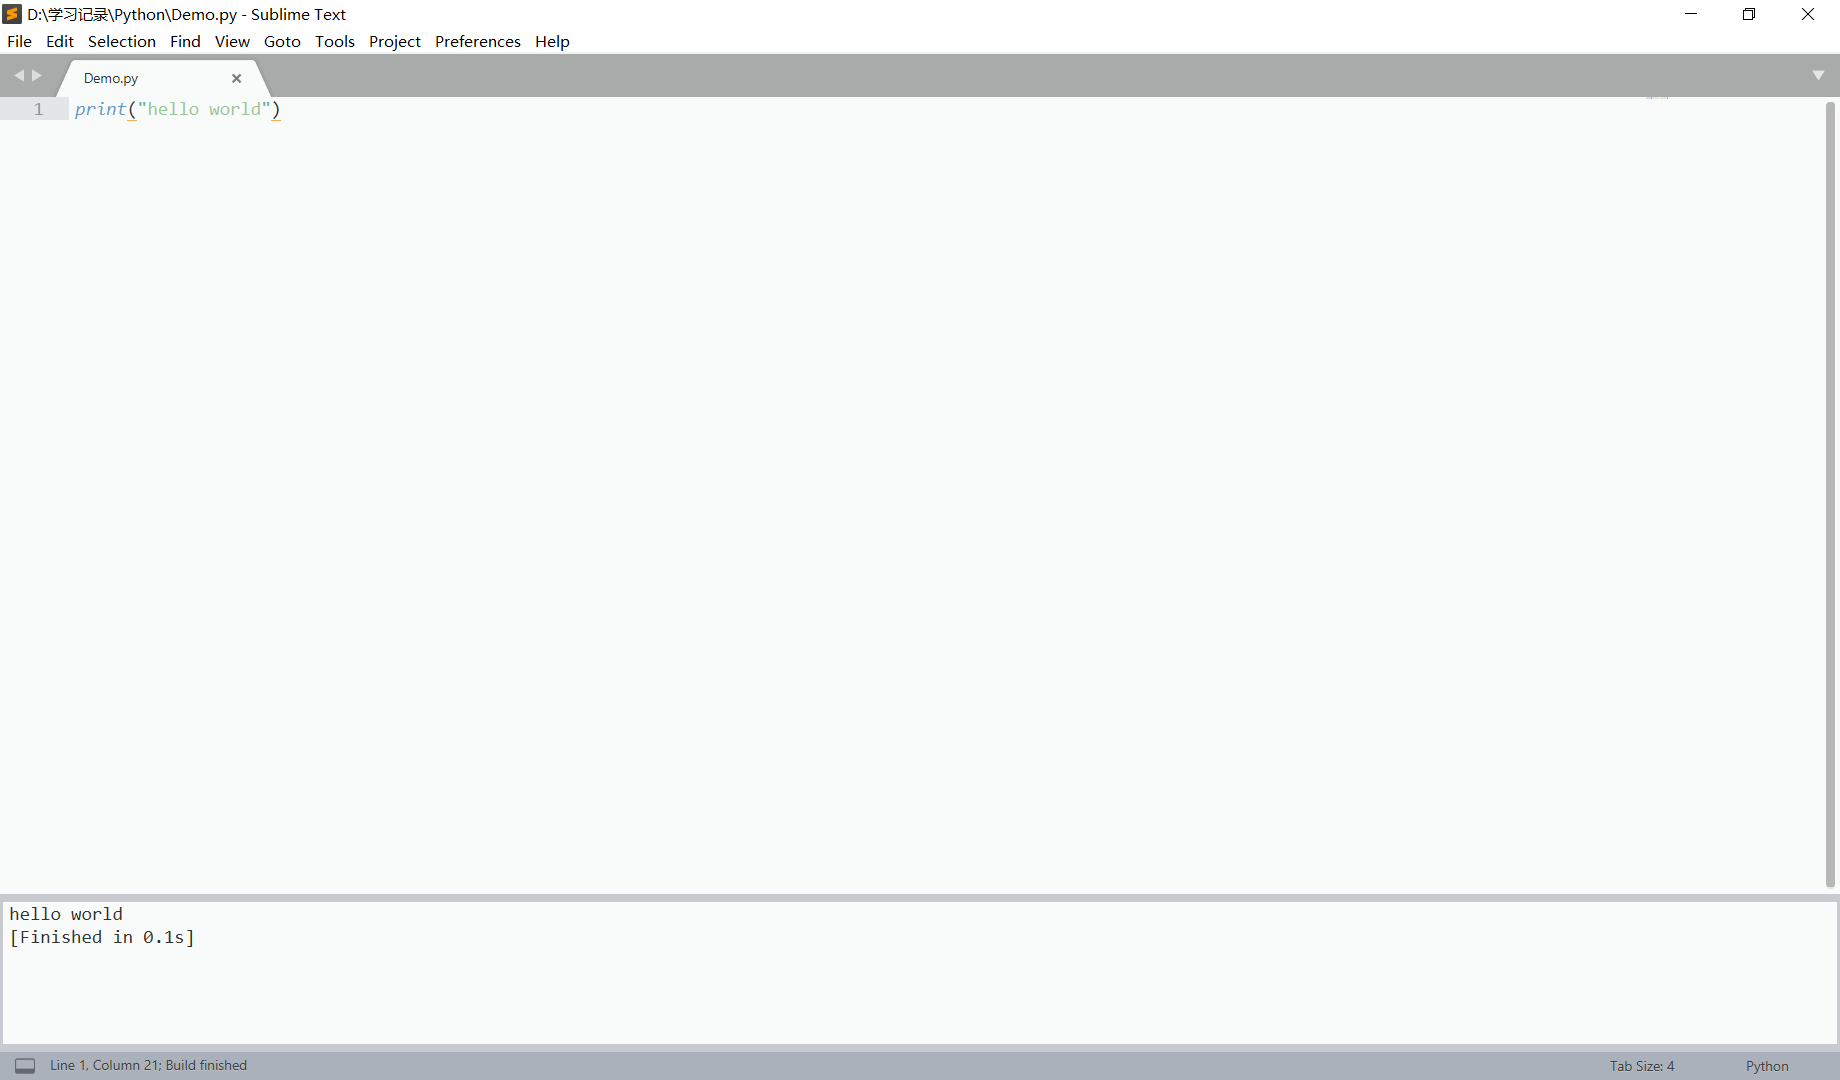 D:\学习记录\Python\Demo.py - Sublime Text
File Edit Selection Find View Goto Tools Project Preferences Help
Demo.py
1 print("hello world")
hello world
[Finished in 0.1s]
Line 1, Column 21; Build finished Tab Size: 4 Python